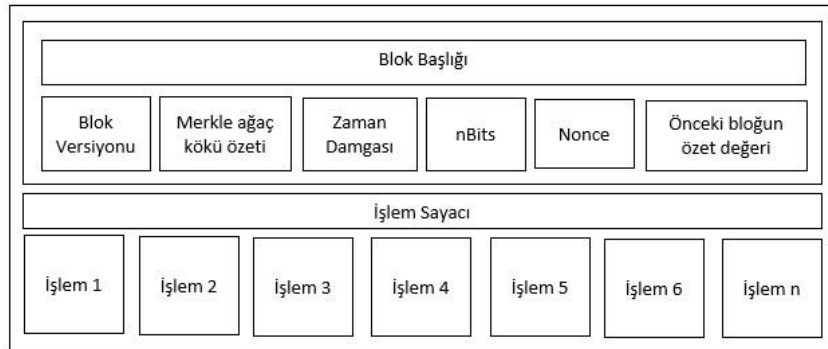 Blok Başlığı
Blok
Versiyonu
Merkle ağaç
kökü özeti
Zaman
Damgası
nBits
Nonce
Önceki bloğun
özet değeri
İşlem Sayacı
İşlem 1
İşlem 2
İşlem 3
İşlem 4
İşlem 5
İşlem 6
İşlem n